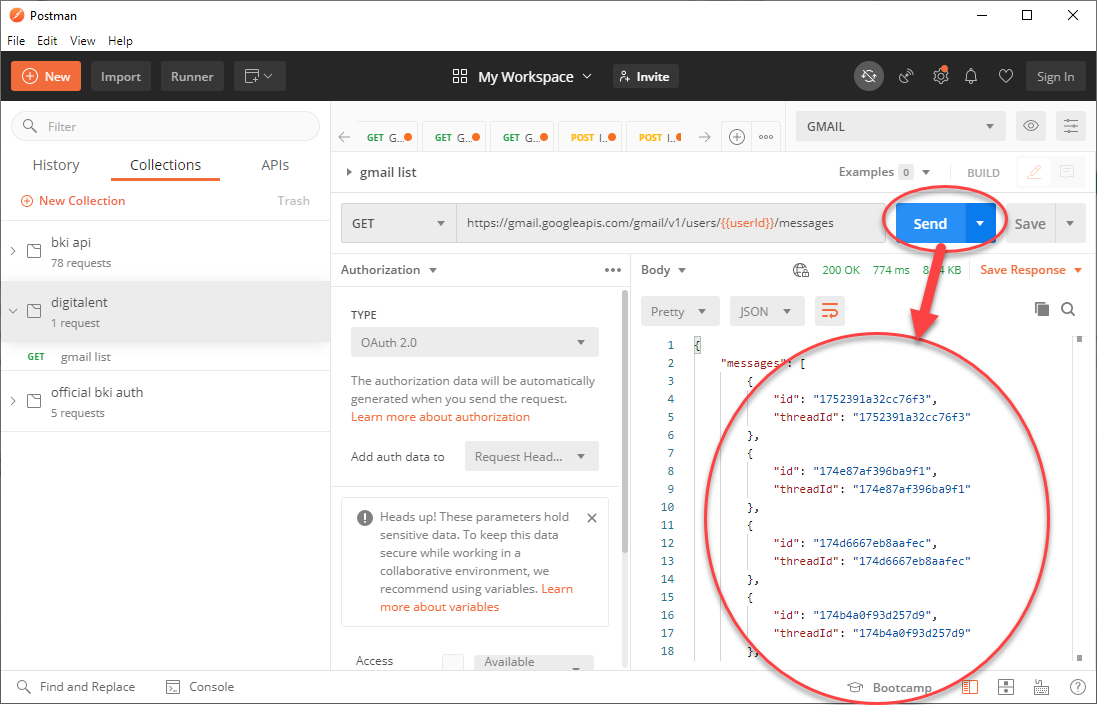 Postman
File Edit View Help
New Import Runner My Workspace Invite Sign In
Filter
History Collections APIs
New Collection Trash
bki api
78 requests
digitalent
1 request
GET gmail list
official bki auth
5 requests
GET G... GET G... GET G... POST I... POST I...
GMAIL
gmail list
Examples 0 BUILD
GET https://gmail.googleapis.com/gmail/v1/users/{{userId}}/messages Send Save
Authorization
TYPE
OAuth 2.0
The authorization data will be automatically
generated when you send the request.
Learn more about authorization
Add auth data to Request Head...
Heads up! These parameters hold
sensitive data. To keep this data
secure while working in a
collaborative environment, we
recommend using variables. Learn
more about variables
Access Available
Body 200 OK 774 ms KB Save Response
Pretty JSON
1 {
2 "messages": [
3 {
4 "id": "1752391a32cc76f3",
5 "threadId": "1752391a32cc76f3"
6 },
7 {
8 "id": "174e87af396ba9f1",
9 "threadId": "174e87af396ba9f1"
10 },
11 {
12 "id": "174d6667eb8aafec",
13 "threadId": "174d6667eb8aafec"
14 },
15 {
16 "id": "174b4a0f93d257d9",
17 "threadId": "174b4a0f93d257d9"
18 },
Find and Replace Console Bootcamp